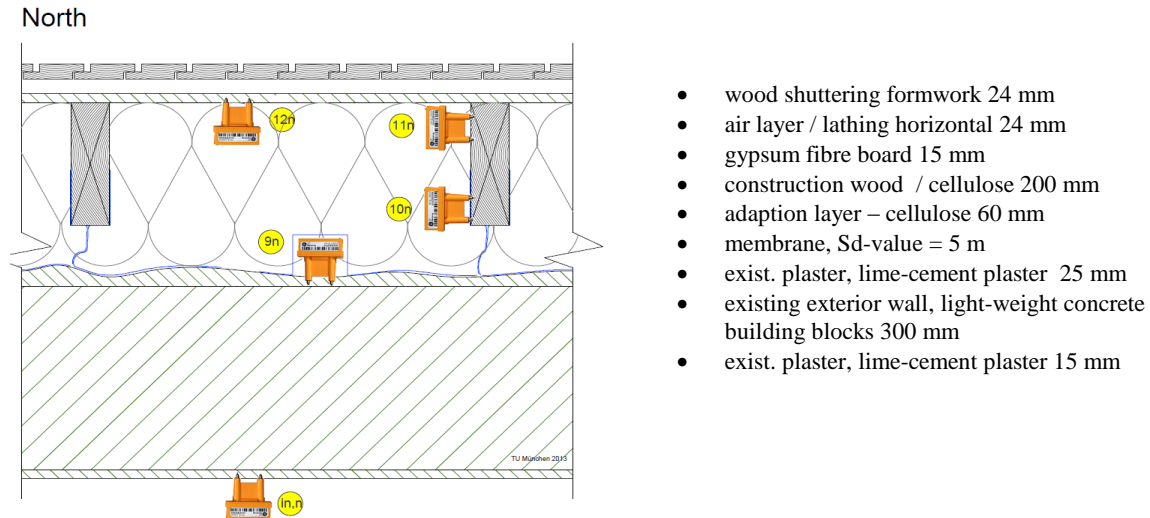 North
12n
11n
10n
9n
TU München 2013
in,n
• wood shuttering formwork 24 mm
• air layer / lathing horizontal 24 mm
• gypsum fibre board 15 mm
• construction wood / cellulose 200 mm
• adaption layer – cellulose 60 mm
• membrane, Sd-value = 5 m
• exist. plaster, lime-cement plaster 25 mm
• existing exterior wall, light-weight concrete
building blocks 300 mm
• exist. plaster, lime-cement plaster 15 mm